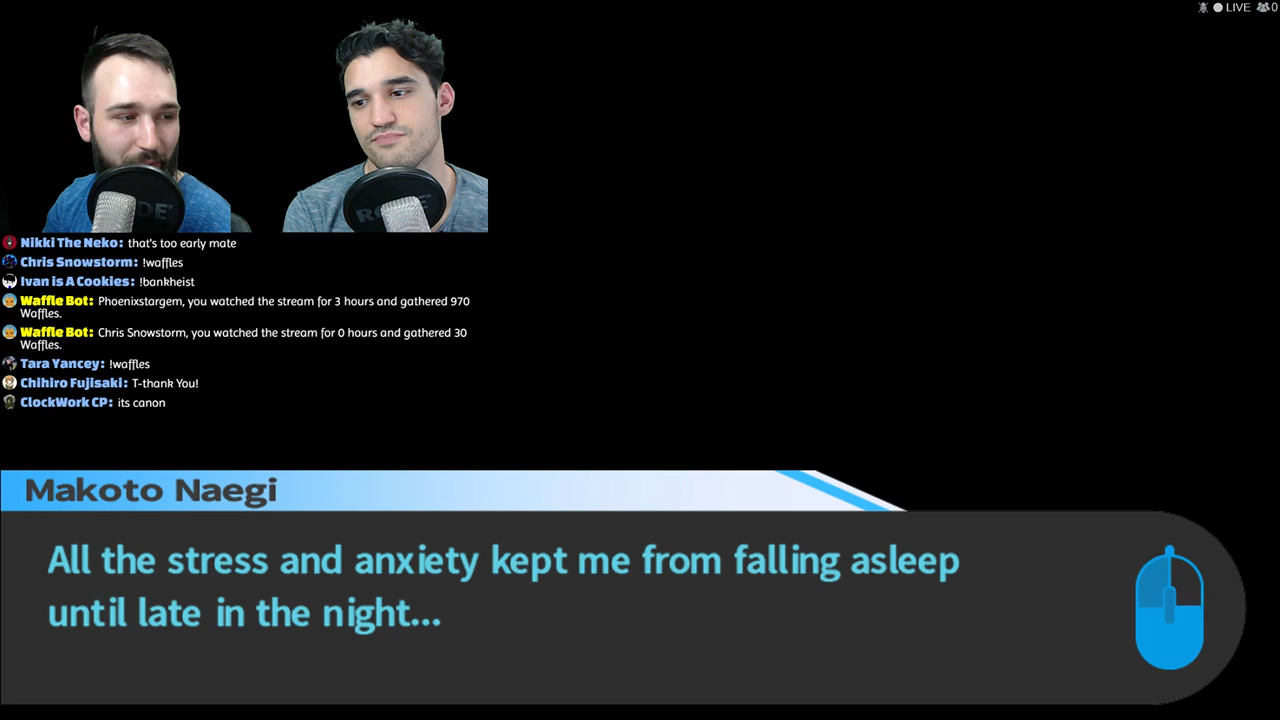 LIVE 0
RODE
Nikki The Neko: that's too early mate
Chris Snowstorm: !waffles
Ivan is A Cookies: !bankheist
Waffle Bot: Phoenixstargem, you watched the stream for 3 hours and gathered 970
Waffles.
Waffle Bot: Chris Snowstorm, you watched the stream for 0 hours and gathered 30
Waffles.
Tara Yancey: !waffles
Chihiro Fujisaki: T-thank You!
ClockWork CP: its canon
Makoto Naegi
All the stress and anxiety kept me from falling asleep
until late in the night...